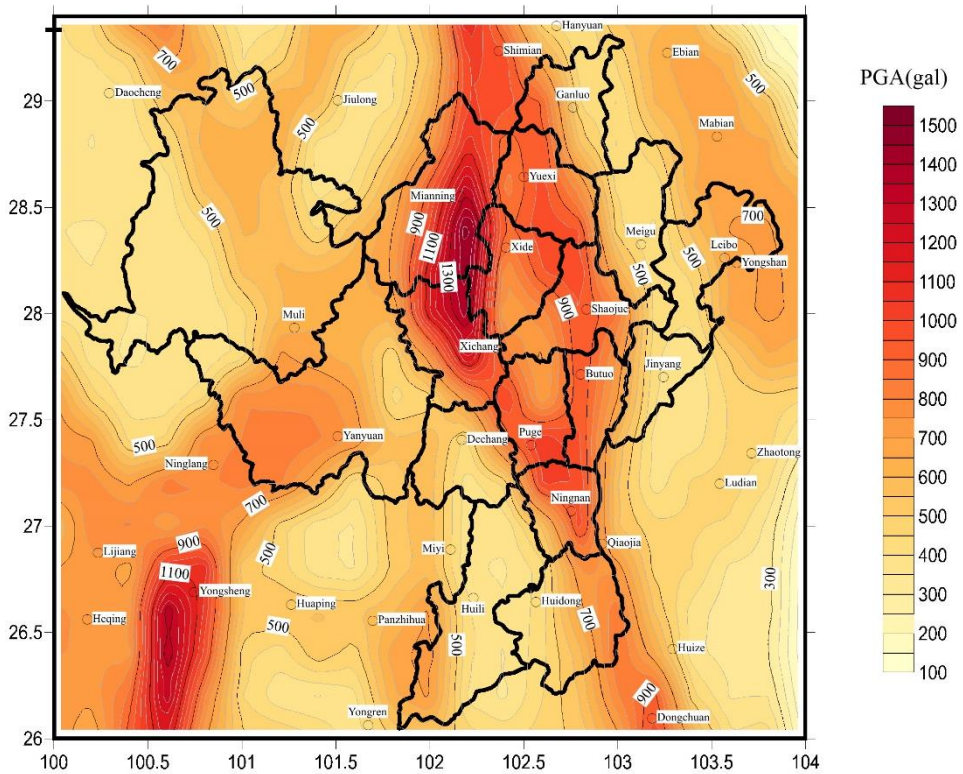 Hanyuan
PGA(gal)
700
Shimian
Ebian
500
500
Daocheng
Jiulong
Ganluo
29
500
Mabian
1500
1400
1300
1200
1100
1000
900
800
700
600
500
400
300
200
100
Yuexi
28.5
Mianning
700
500
900
1100
Meigu
Leibo
Xide
500
500
Yongshan
1300
28
900
Shaojue
Muli
Xichang
Jinyang
Butuo
27.5
500
Yanyuan
Dechang
Puge
Zhaotong
Ninglang
700
Ludian
Ningnan
27
900
Lijiang
500
Miyi
Qiaojia
1100
Yongsheng
300
Huaping
Huili
Huidong
26.5
Heqing
500
Panzhihua
700
500
Huize
900
Yongren
Dongchuan
26
100
100.5
101
101.5
102
102.5
103
103.5
104